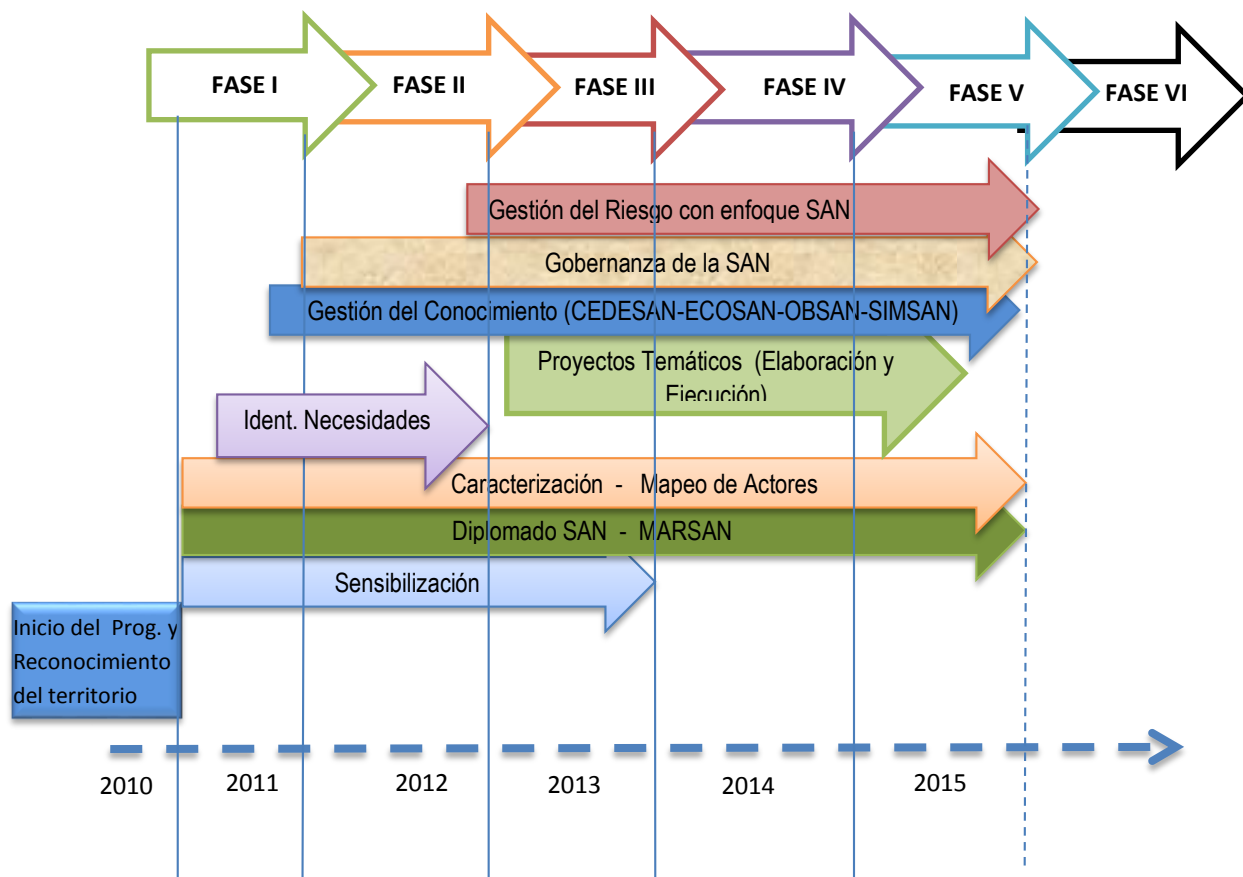 FASE I
FASE II
FASE III
FASE IV
FASE V
FASE VI
Gestión del Riesgo con enfoque SAN
Gobernanza de la SAN
Gestión del Conocimiento (CEDESAN-ECOSAN-OBSAN-SIMSAN)
Proyectos Temáticos (Elaboración y
Ejecución)
Ident. Necesidades
Caracterización - Mapeo de Actores
Diplomado SAN - MARSAN
Sensibilización
Inicio del Prog. y
Reconocimiento
del territorio
2010
2011
2012
2013
2014
2015